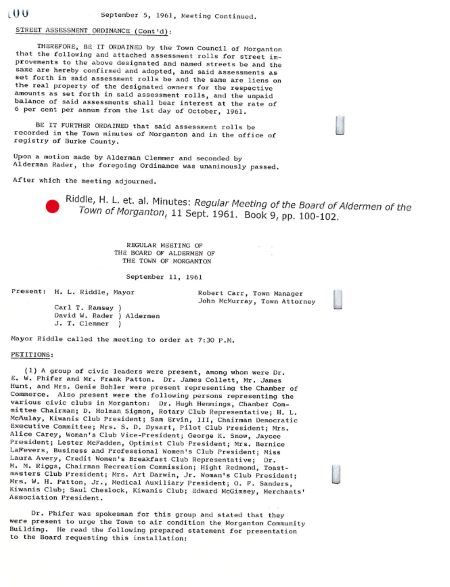 100
September 5, 1961, Meeting Continued.
STREET ASSESSMENT ORDINANCE (Cont'd):
THEREFORE, BE IT ORDAINED by the Town Council of Morganton
that the following and attached assessment rolls for street im-
provements to the above designated and named streets be and the
same are hereby confirmed and adopted, and said assessments as
set forth in said assessment rolls be and the same are liens on
the real property of the designated owners for the respective
amounts as set forth in said assessment rolls, and the unpaid
balance of said assessments shall bear interest at the rate of
6 per cent per annum from the 1st day of October, 1961.
BE IT FURTHER ORDAINED that said assessment rolls be
recorded in the Town minutes of Morganton and in the office of
registry of Burke County.
Upon a motion made by Alderman Clemmer and seconded by
Alderman Rader, the foregoing Ordinance was unanimously passed.
After which the meeting adjourned.
Riddle, H. L. et. al. Minutes: Regular Meeting of the Board of Aldermen of the
Town of Morganton, 11 Sept. 1961. Book 9, pp. 100-102.
REGULAR MEETING OF
THE BOARD OF ALDERMEN OF
THE TOWN OF MORGANTON
September 11, 1961
Present: H. L. Riddle, Mayor Robert Carr, Town Manager
John McMurray, Town Attorney
Carl T. Ramsey )
David W. Rader ) Aldermen
J. T. Clemmer )
Mayor Riddle called the meeting to order at 7:30 P.M.
PETITIONS:
(1) A group of civic leaders were present, among whom were Dr.
E. W. Phifer and Mr. Frank Patton. Dr. James Collett, Mr. James
Hunt, and Mrs. Genie Bohler were present representing the Chamber of
Commerce. Also present were the following persons representing the
various civic clubs in Morganton: Dr. Hugh Hennings, Chamber Com-
mittee Chairman; D. Holman Sigmon, Rotary Club Representative; H. L.
McAulay, Kiwanis Club President; Sam Ervin, III, Chairman Democratic
Executive Committee; Mrs. S. D. Dysart, Pilot Club President; Mrs.
Alice Carey, Woman's Club Vice-President; George K. Snow, Jaycee
President; Lester McFadden, Optimist Club President; Mrs. Bernice
LaFevers, Business and Professional Women's Club President; Miss
Laura Avery, Credit Women's Breakfast Club Representative; Dr.
H. M. Riggs, Chairman Recreation Commission; Hight Redmond, Toast-
masters Club President; Mrs. Art Darwin, Jr. Woman's Club President;
Mrs. W. H. Patton, Jr., Medical Auxiliary President; O. F. Sanders,
Kiwanis Club; Saul Cheslock, Kiwanis Club; Edward McGimsey, Merchants'
Association President.
Dr. Phifer was spokesman for this group and stated that they
were present to urge the Town to air condition the Morganton Community
Building. He read the following prepared statement for presentation
to the Board requesting this installation: